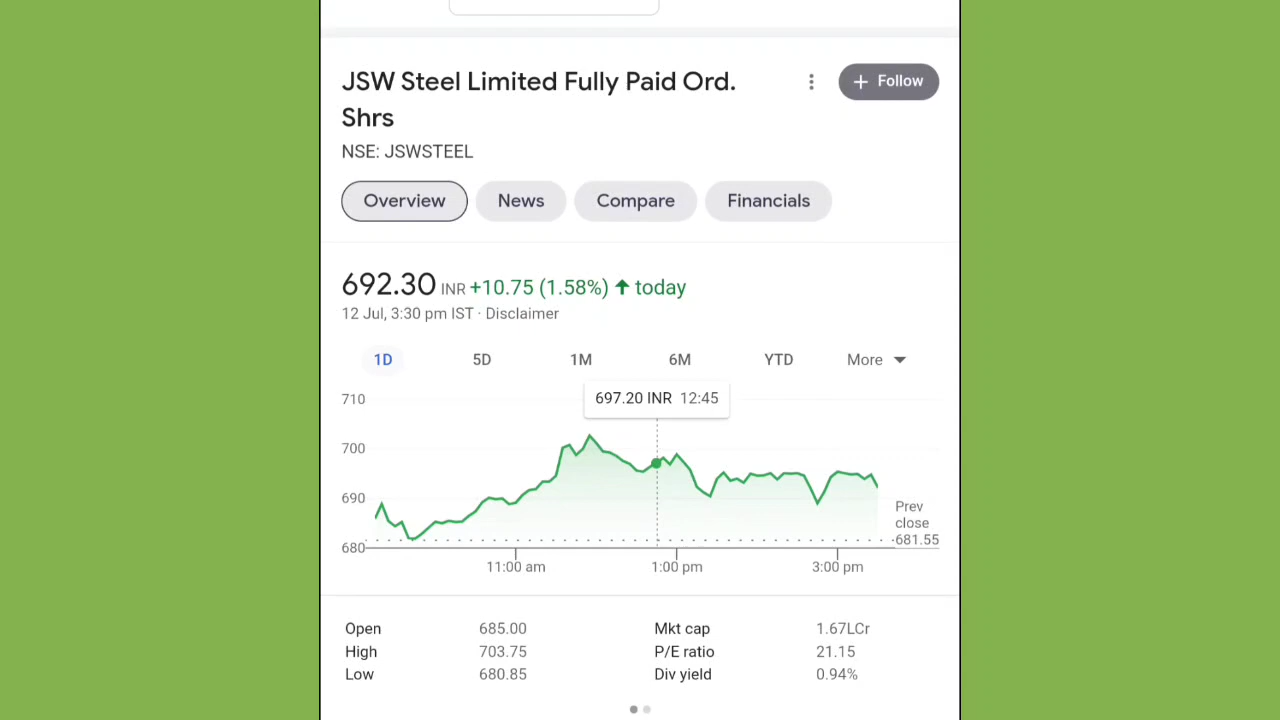 JSW Steel Limited Fully Paid Ord.
Shrs
+ Follow
NSE: JSWSTEEL
Overview News Compare Financials
692.30 INR +10.75 (1.58%) ↑ today
12 Jul, 3:30 pm IST · Disclaimer
1D 5D 1M 6M YTD More
697.20 INR 12:45
710
700
690
680
Prev
close
681.55
11:00 am 1:00 pm 3:00 pm
Open 685.00 Mkt cap 1.67LCr
High 703.75 P/E ratio 21.15
Low 680.85 Div yield 0.94%